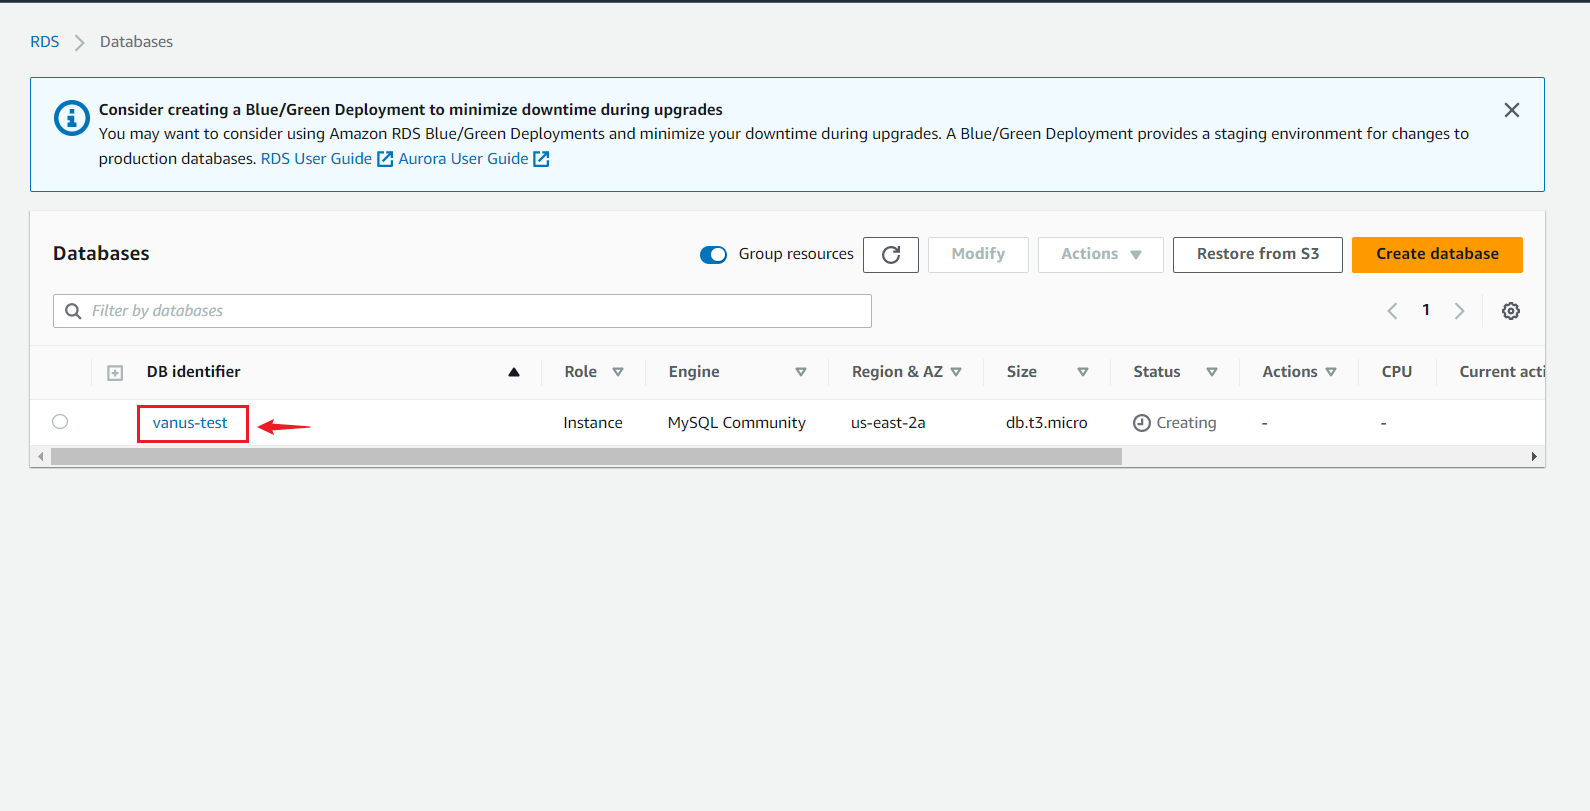 RDS Databases
Consider creating a Blue/Green Deployment to minimize downtime during upgrades
You may want to consider using Amazon RDS Blue/Green Deployments and minimize your downtime during upgrades. A Blue/Green Deployment provides a staging environment for changes to
production databases. RDS User Guide Aurora User Guide
Databases Group resources Modify Actions Restore from S3 Create database
Filter by databases 1
DB identifier Role Engine Region & AZ Size Status Actions CPU Current acti
vanus-test Instance MySQL Community us-east-2a db.t3.micro Creating - -